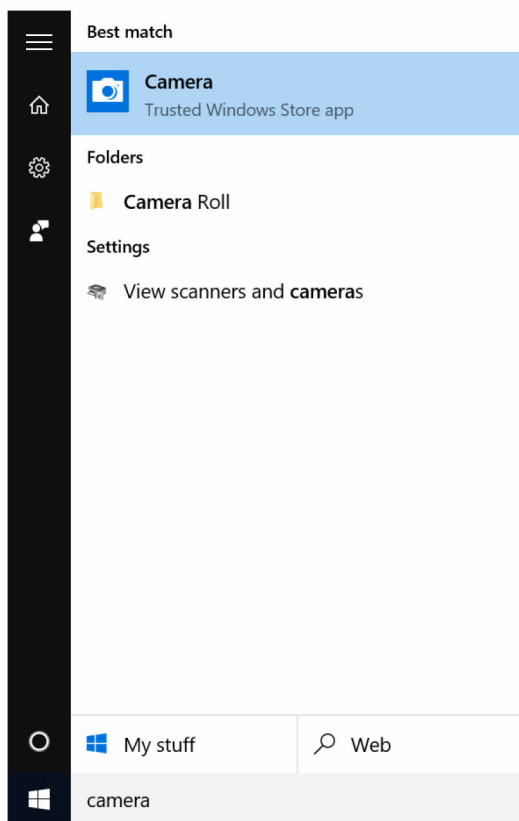 Best match
Camera
Trusted Windows Store app
Folders
Camera Roll
Settings
View scanners and cameras
My stuff
Web
camera